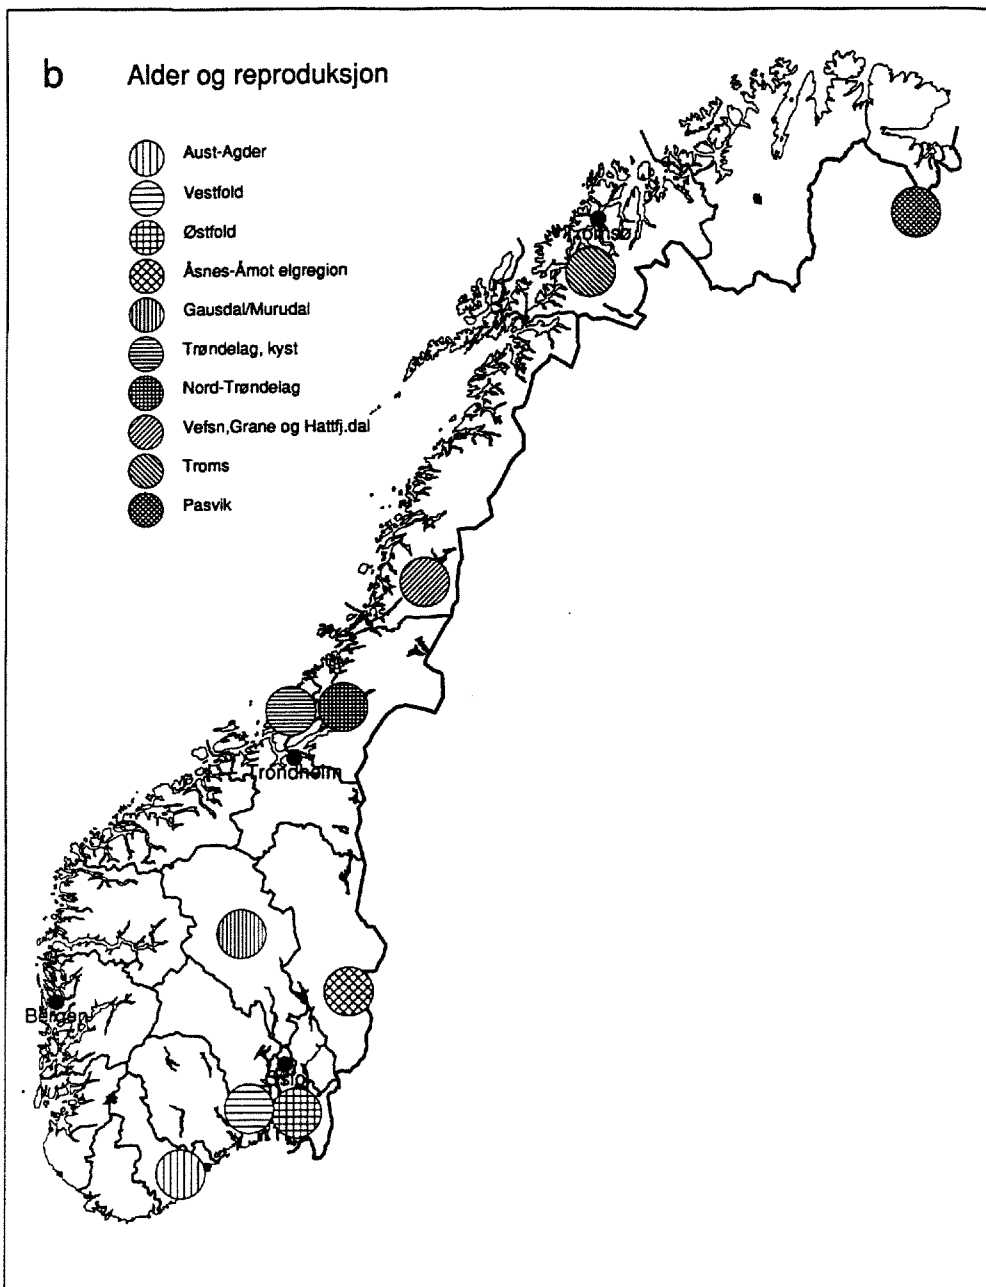 b
Alder og reproduksjon
Aust-Agder
Vestfold
Østfold
Åsnes-Åmot elgregion
Gausdal/Murudal
Trøndelag, kyst
Nord-Trøndelag
Vefsn,Grane og Hattfj.dal
Troms
Pasvik
Tromsø
Trondheim
Bergen
Oslo